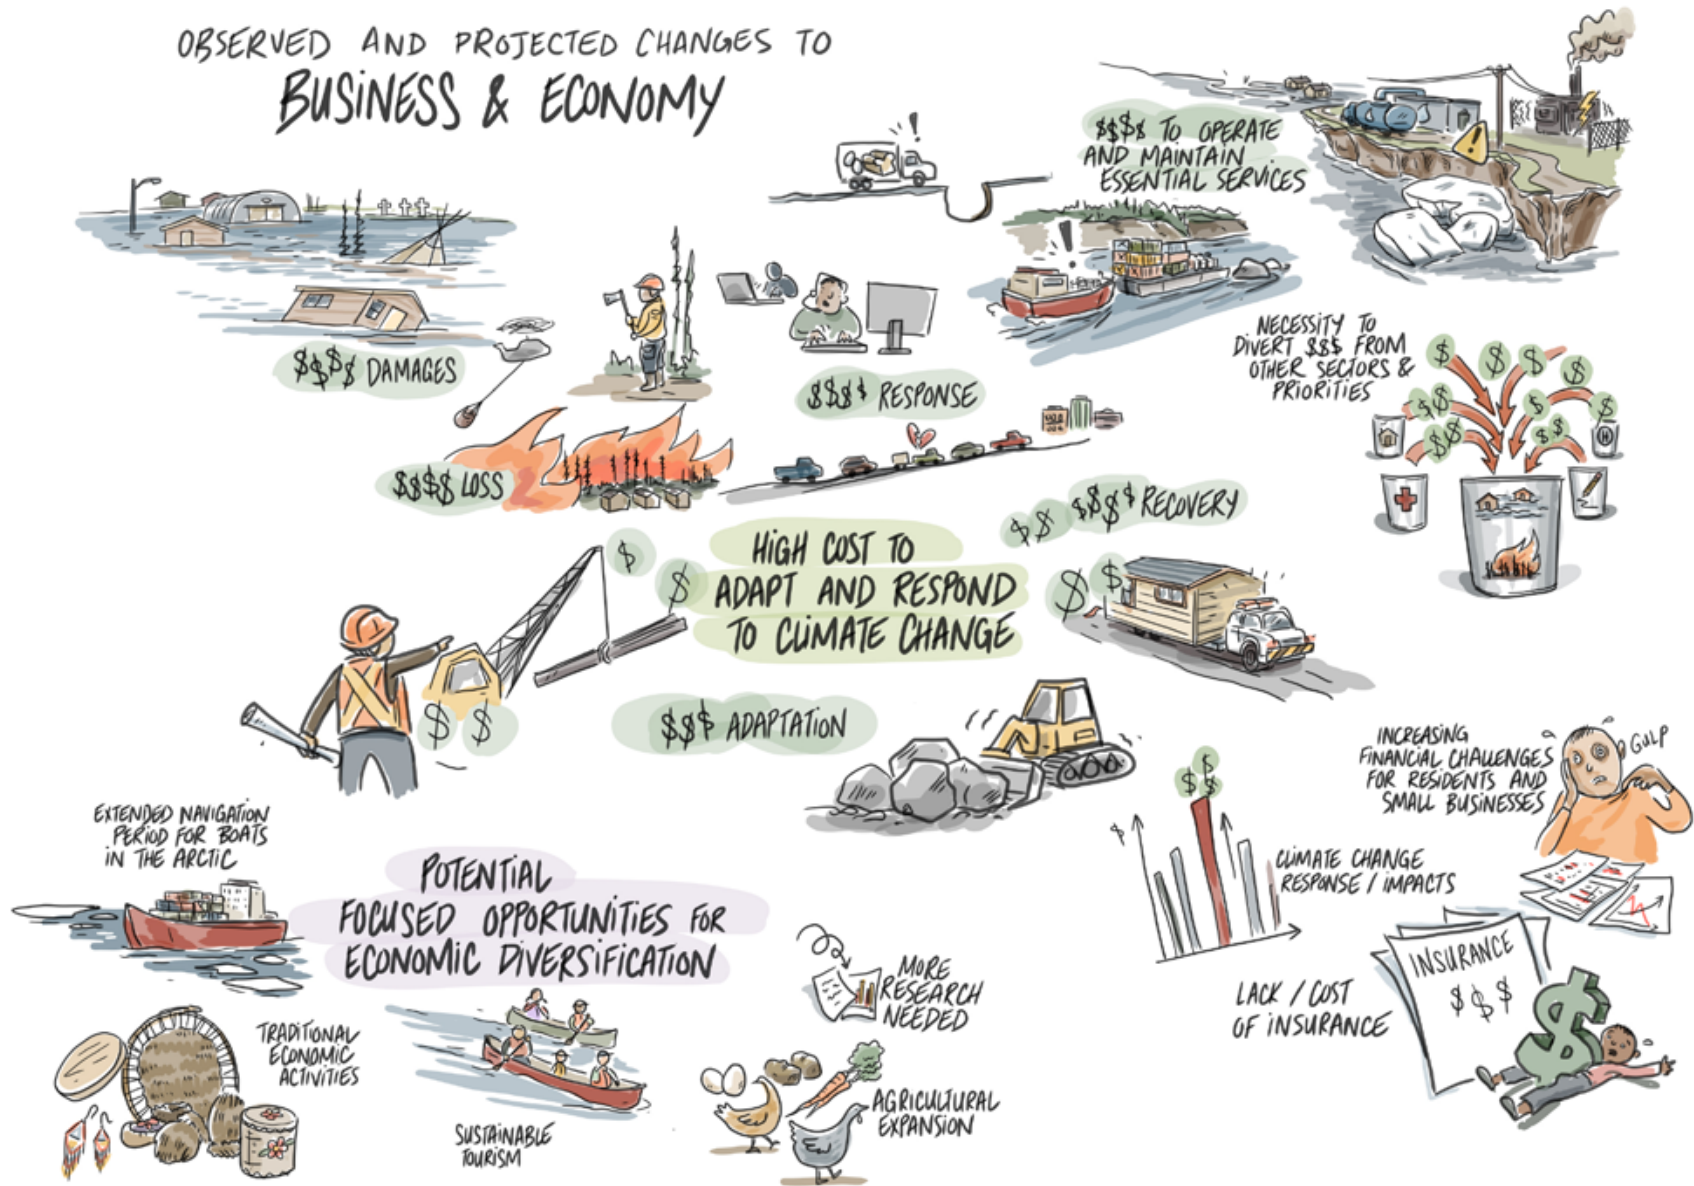 OBSERVED AND PROJECTED CHANGES TO
BUSINESS & ECONOMY
$$$$ TO OPERATE
AND MAINTAIN
ESSENTIAL SERVICES
$$$$ DAMAGES
$$$$ RESPONSE
NECESSITY TO
DIVERT $$$ FROM
OTHER SECTORS &
PRIORITIES
$ $ $ $
$$ $ $
$$ $$
H
$$$$ LOSS
$$ $$$$ RECOVERY
HIGH COST TO
ADAPT AND RESPOND
TO CLIMATE CHANGE
$ $
$ $
$ $
$$$ ADAPTATION
INCREASING
FINANCIAL CHALLENGES
FOR RESIDENTS AND
SMALL BUSINESSES
GULP
$
$$
$
CLIMATE CHANGE
RESPONSE / IMPACTS
LACK / COST
OF INSURANCE
INSURANCE
$ $ $
$
EXTENDED NAVIGATION
PERIOD FOR BOATS
IN THE ARCTIC
POTENTIAL
FOCUSED OPPORTUNITIES FOR
ECONOMIC DIVERSIFICATION
TRADITIONAL
ECONOMIC
ACTIVITIES
SUSTAINABLE
TOURISM
MORE
RESEARCH
NEEDED
AGRICULTURAL
EXPANSION